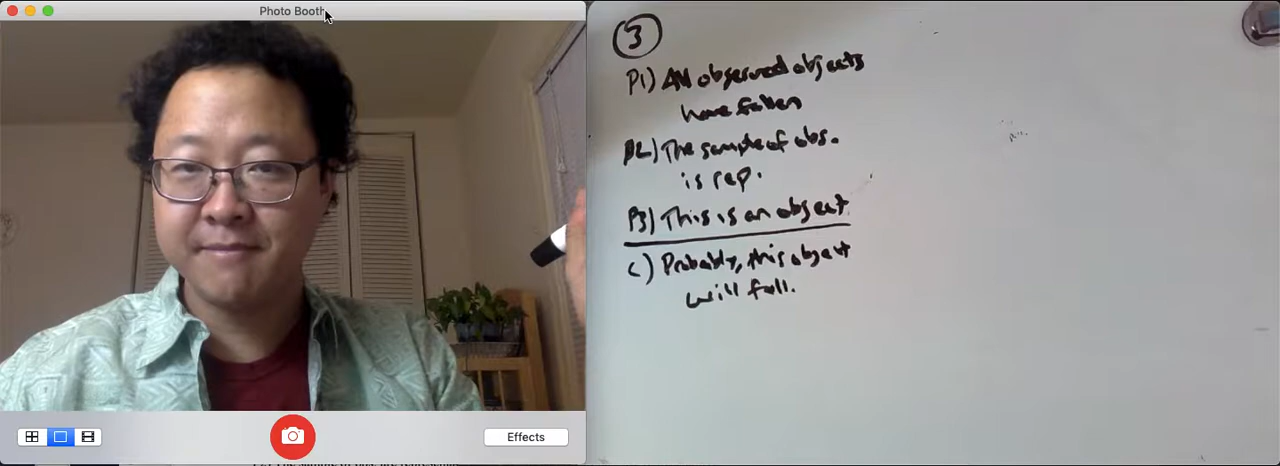 Photo Booth
Effects
3
P1) All observed objects
have fallen
P2) The sample of obs.
is rep.
P3) This is an object.
C) Probably, this object
will fall.